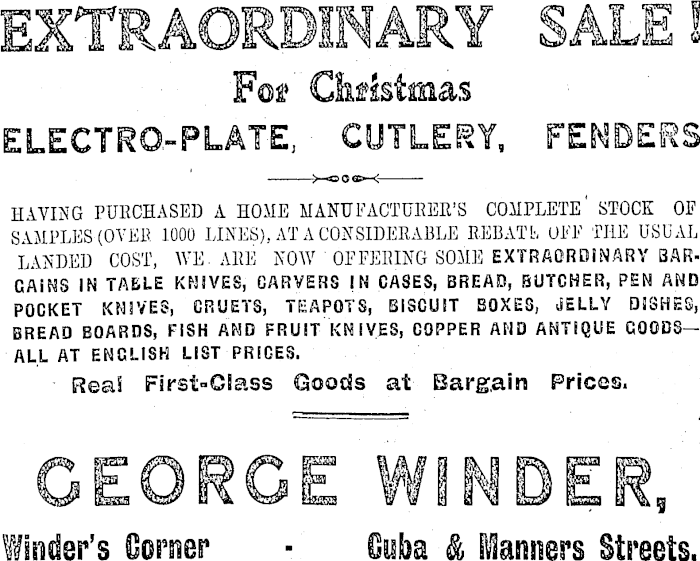 EXTRAORDINARY SALE!
For Christmas
ELECTRO-PLATE, CUTLERY, FENDERS
HAVING PURCHASED A HOME MANUFACTURER'S COMPLETE STOCK OF
SAMPLES (OVER 1000 LINES), AT A CONSIDERABLE REBATE OFF THE USUAL
LANDED COST, WE ARE NOW OFFERING SOME EXTRAORDINARY BAR-
GAINS IN TABLE KNIVES, CARVERS IN CASES, BREAD, BUTCHER, PEN AND
POCKET KNIVES, CRUETS, TEAPOTS, BISCUIT BOXES, JELLY DISHES,
BREAD BOARDS, FISH AND FRUIT KNIVES, COPPER AND ANTIQUE GOODS—
ALL AT ENGLISH LIST PRICES.
Real First-Class Goods at Bargain Prices.
GEORGE WINDER,
Winder's Corner - Cuba & Manners Streets.